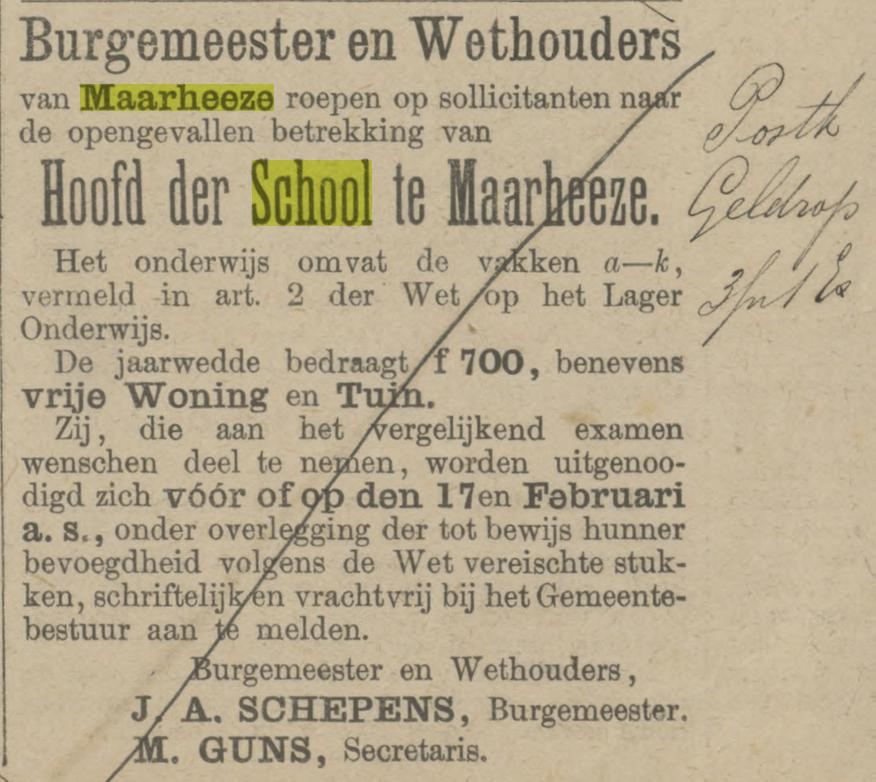 Burgemeester en Wethouders
van Maarheeze roepen op sollicitanten naar
de opengevallen betrekking van
Hoofd der School te Maarheeze.
Het onderwijs omvat de vakken a—k,
vermeld in art. 2 der Wet op het Lager
Onderwijs.
De jaarwedde bedraagt f 700, benevens
vrije Woning en Tuin.
Zij, die aan het vergelijkend examen
wenschen deel te nemen, worden uitgenoo-
digd zich vóór of op den 17en Februari
a. s., onder overlegging der tot bewijs hunner
bevoegdheid volgens de Wet vereischte stuk-
ken, schriftelijk en vrachtvrij bij het Gemeente-
bestuur aan te melden.
Burgemeester en Wethouders,
J. A. SCHEPENS, Burgemeester.
M. GUNS, Secretaris.
Posth
Geldrop